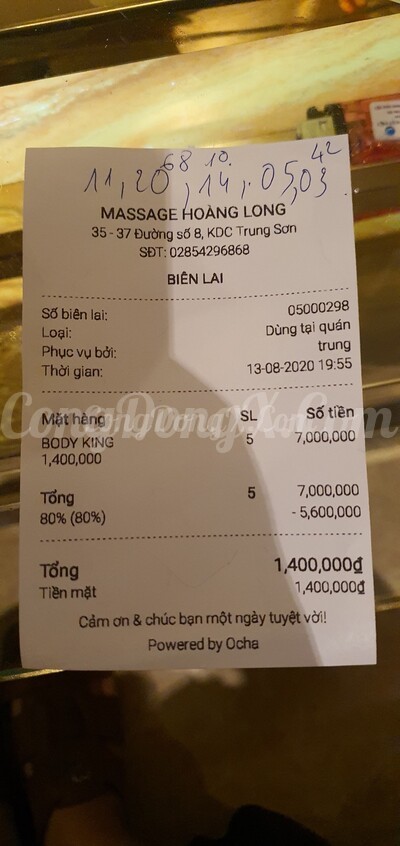 68 10. 42
11, 20, 14, 05, 03
MASSAGE HOÀNG LONG
35 - 37 Đường số 8, KDC Trung Sơn
SĐT: 02854296868
BIÊN LAI
Số biên lai: 05000298
Loại: Dùng tại quán
Phục vụ bởi: trung
Thời gian: 13-08-2020 19:55
Mặt hàng SL Số tiền
BODY KING 5 7,000,000
1,400,000
Tổng 5 7,000,000
80% (80%) - 5,600,000
Tổng 1,400,000₫
Tiền mặt 1,400,000₫
Cảm ơn & chúc bạn một ngày tuyệt vời!
Powered by Ocha